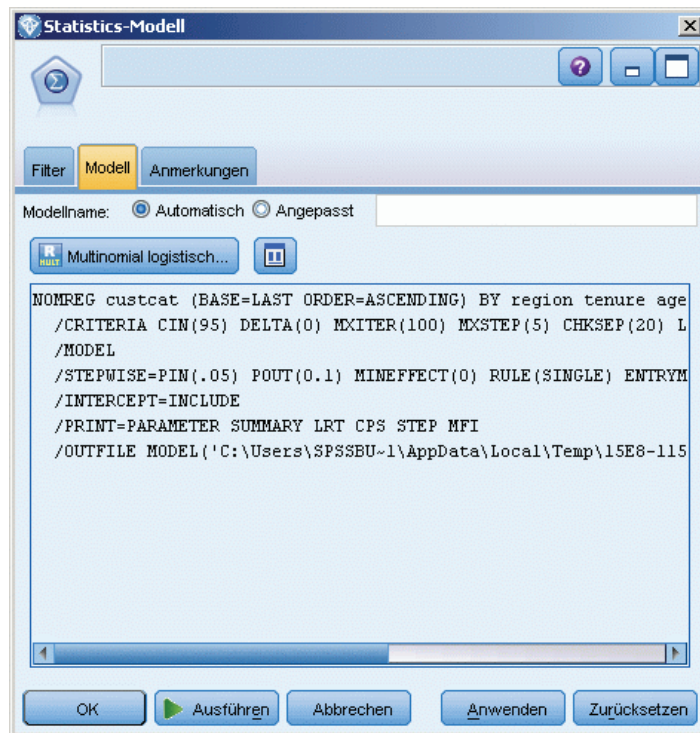 Statistics-Modell
Filter Modell Anmerkungen
Modellname: Automatisch Angepasst
R MULT Multinomial logistisch...
NOMREG custcat (BASE=LAST ORDER=ASCENDING) BY region tenure age
/CRITERIA CIN(95) DELTA(0) MXITER(100) MXSTEP(5) CHKSEP(20) L
/MODEL
/STEPWISE=PIN(.05) POUT(0.1) MINEFFECT(0) RULE(SINGLE) ENTRYM
/INTERCEPT=INCLUDE
/PRINT=PARAMETER SUMMARY LRT CPS STEP MFI
/OUTFILE MODEL('C:\Users\SPSSBU~1\AppData\Local\Temp\15E8-115
OK Ausführen Abbrechen Anwenden Zurücksetzen